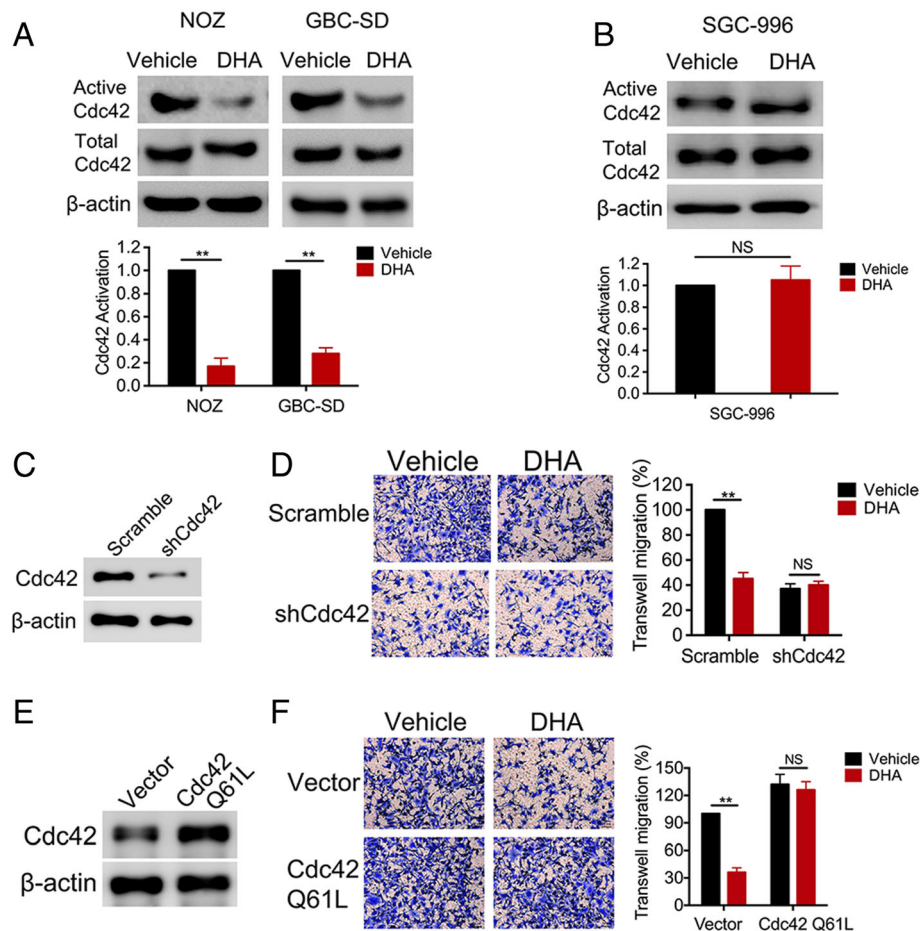 A
NOZ GBC-SD
Vehicle DHA Vehicle DHA
Active
Cdc42
Total
Cdc42
β-actin
1.2
1.0
0.8
0.6
0.4
0.2
0.0
Cdc42 Activation
** **
Vehicle
DHA
NOZ GBC-SD
B
SGC-996
Vehicle DHA
Active
Cdc42
Total
Cdc42
β-actin
1.2
1.0
0.8
0.6
0.4
0.2
0.0
Cdc42 Activation
NS
Vehicle
DHA
SGC-996
C
Scramble shCdc42
Cdc42
β-actin
D
Vehicle DHA
Scramble
shCdc42
Transwell migration (%)
120
100
80
60
40
20
0
** NS
Vehicle
DHA
Scramble shCdc42
E
Vector Cdc42
Q61L
Cdc42
β-actin
F
Vehicle DHA
Vector
Cdc42
Q61L
Transwell migration (%)
150
120
90
60
30
0
** NS
Vehicle
DHA
Vector Cdc42 Q61L